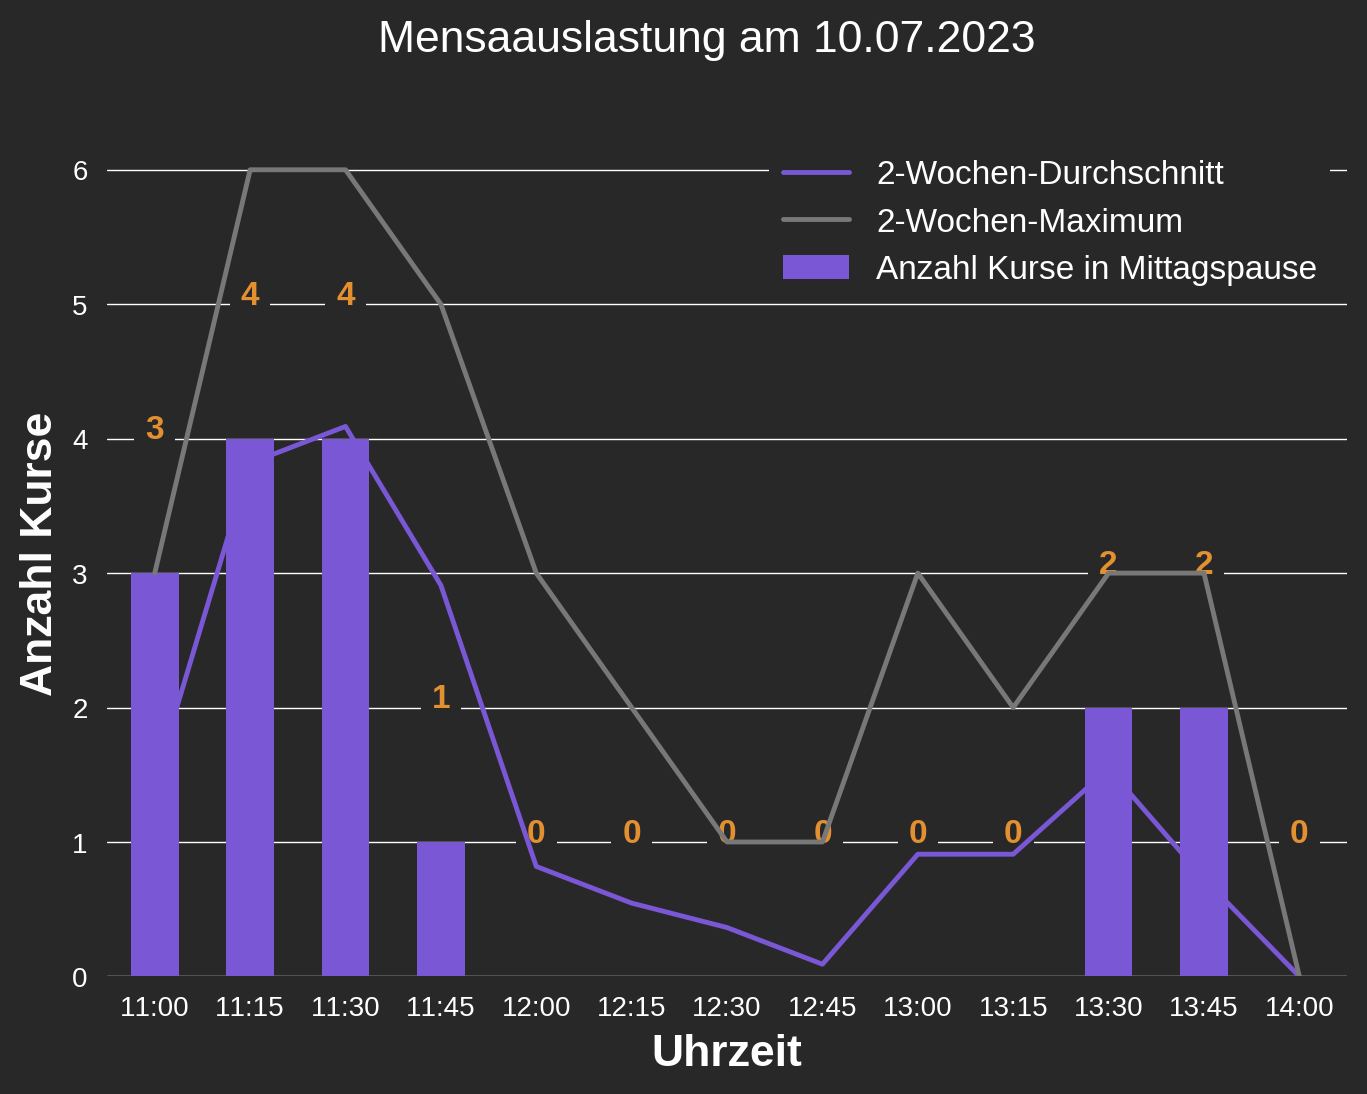 Mensaauslastung am 10.07.2023
2-Wochen-Durchschnitt
2-Wochen-Maximum
Anzahl Kurse in Mittagspause
Anzahl Kurse
6
5
4
3
2
1
0
3
4
4
1
0
0
0
0
0
0
2
2
0
11:00 11:15 11:30 11:45 12:00 12:15 12:30 12:45 13:00 13:15 13:30 13:45 14:00
Uhrzeit